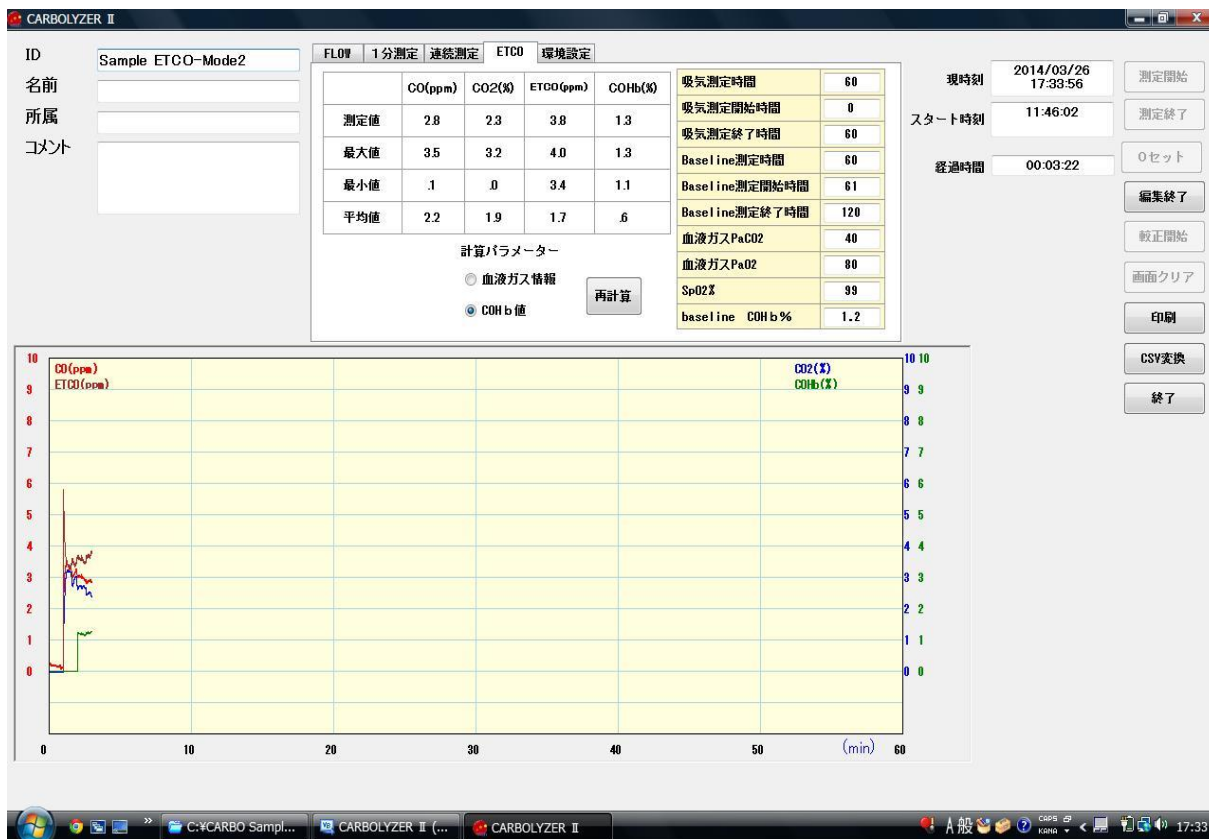 CARBOLYZER Ⅱ
ID
Sample ETCO-Mode2
名前
所属
コメント
FLOW 1分測定 連続測定 ETCO 環境設定
CO(ppm) CO2(%) ETCO(ppm) COHb(%)
測定値 2.8 2.3 3.8 1.3
最大値 3.5 3.2 4.0 1.3
最小値 .1 .0 3.4 1.1
平均値 2.2 1.9 1.7 .6
計算パラメーター
血液ガス情報
COHb値
再計算
吸気測定時間 60
吸気測定開始時間 0
吸気測定終了時間 60
Baseline測定時間 60
Baseline測定開始時間 61
Baseline測定終了時間 120
血液ガスPaCO2 40
血液ガスPaO2 80
SpO2% 99
baseline COHb% 1.2
現時刻 2014/03/26
17:33:56
スタート時刻 11:46:02
経過時間 00:03:22
測定開始
測定終了
0セット
編集終了
較正開始
画面クリア
印刷
CSV変換
終了
CO(ppm)
ETCO(ppm)
CO2(%)
COHb(%)
10 10 10
9 9 9
8 8 8
7 7 7
6 6 6
5 5 5
4 4 4
3 3 3
2 2 2
1 1 1
0 0 0
0 10 20 30 40 50 (min) 60
C:¥CARBO Sampl... CARBOLYZER Ⅱ (... CARBOLYZER Ⅱ
A般 CAPS KANA 17:33